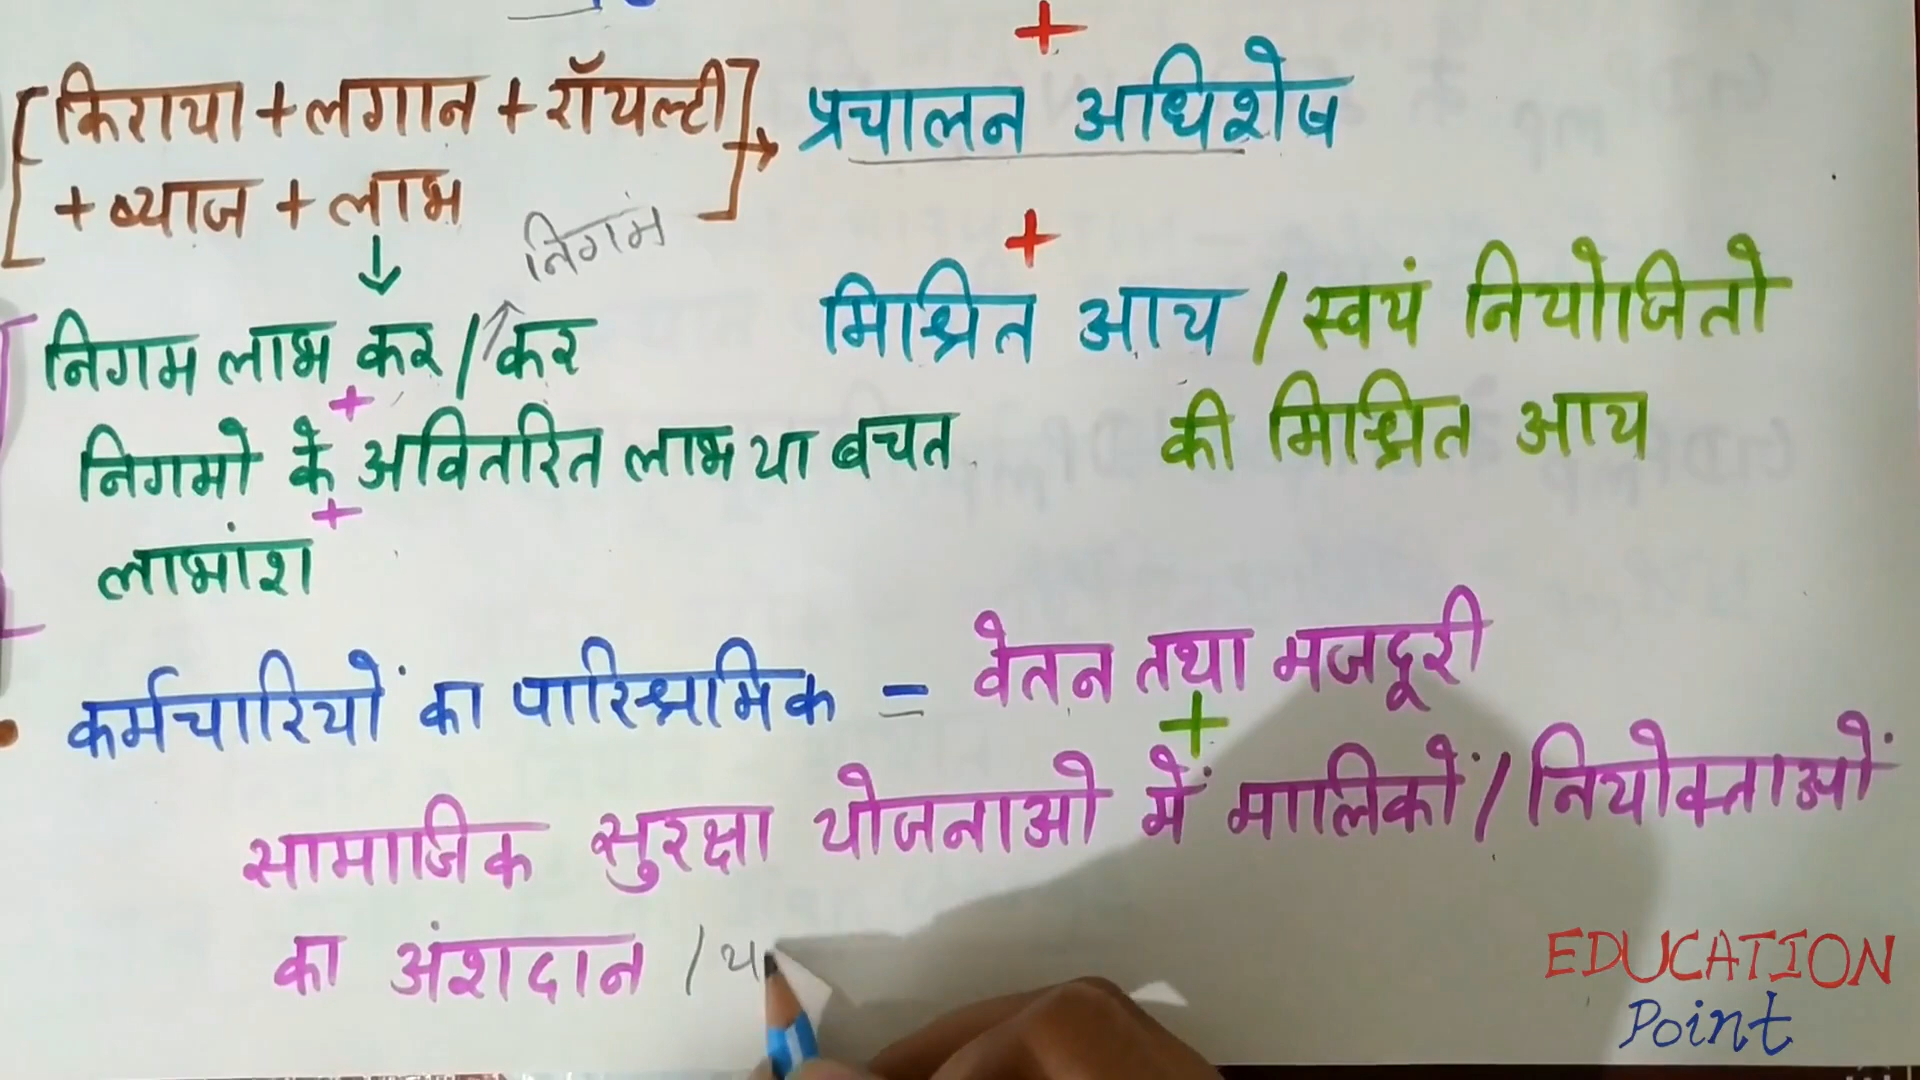 +
[किराया + लगान + रॉयल्टी → प्रचालन अधिशेष
+ ब्याज + लाभ]
↓
निगम
+
निगम लाभ कर / कर
मिश्रित आय / स्वयं नियोजितो
की मिश्रित आय
+
निगमो के अवितरित लाभ या बचत
+
लाभांश
• कर्मचारियों का पारिश्रमिक = वेतन तथा मजदूरी
+
सामाजिक सुरक्षा योजनाओ में मालिकों / नियोक्ताओं
का अंशदान / य
EDUCATION
Point